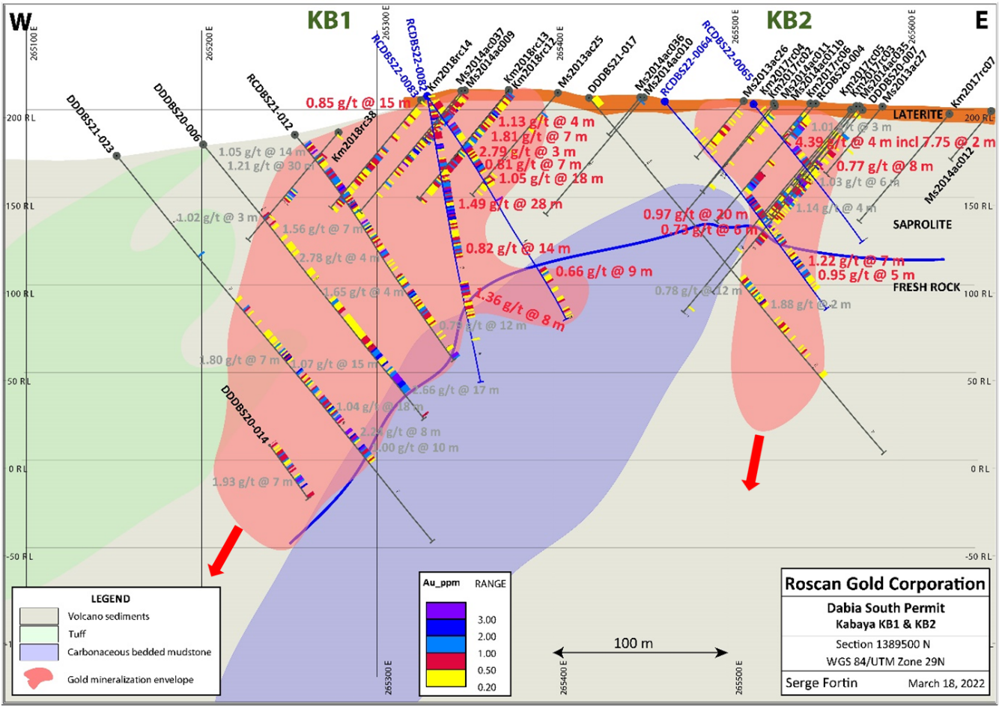 W
KB1
KB2
E
265100 E
265200 E
265300 E
265400 E
265500 E
265600 E
DDDBS21-023
DDDBS20-006
RCDBS21-012
Km2018rc38
RCDBS22-0083
RCDBS22-0082
Km2018rc14
Ms2014ac037
Ms2014ac009
Km2018rc13
Km2018rc12
Ms2013ac25
DDDBS21-017
Ms2014ac036
Ms2014ac010
RCDBS22-0064
RCDBS22-0065
Ms2013ac26
Km2017rc04
Km2017rc02
Ms2014ac011
Ms2014ac011b
Km2017rc06
RCDBS20-004
Km2017rc05
Km2017rc03
Ms2014ac035
DDDBS20-007
Ms2013ac27
Km2017rc07
Ms2014ac012
DDDBS20-014
200 RL
200 RL
150 RL
150 RL
100 RL
100 RL
50 RL
50 RL
0 RL
0 RL
-50 RL
-50 RL
LATERITE
SAPROLITE
FRESH ROCK
0.85 g/t @ 15 m
1.05 g/t @ 14 m
1.21 g/t @ 30 m
1.02 g/t @ 3 m
1.56 g/t @ 7 m
2.78 g/t @ 4 m
1.65 g/t @ 4 m
1.80 g/t @ 7 m
1.07 g/t @ 15 m
1.04 g/t @ 18 m
1.93 g/t @ 7 m
g/t @ 8 m
g/t @ 10 m
g/t @ 17 m
g/t @ 12 m
1.13 g/t @ 4 m
1.81 g/t @ 7 m
2.79 g/t @ 3 m
0.81 g/t @ 7 m
1.05 g/t @ 18 m
1.49 g/t @ 28 m
0.82 g/t @ 14 m
0.66 g/t @ 9 m
1.36 g/t @ 8 m
0.97 g/t @ 20 m
0.73 g/t @ 6 m
0.78 g/t @ 12 m
1.01 g/t @ 3 m
4.39 g/t @ 4 m incl 7.75 @ 2 m
0.77 g/t @ 8 m
1.03 g/t @ 6 m
1.14 g/t @ 4 m
1.22 g/t @ 7 m
0.95 g/t @ 5 m
1.88 g/t @ 2 m
LEGEND
Volcano sediments
Tuff
Carbonaceous bedded mudstone
Gold mineralization envelope
Au_ppm RANGE
3.00
2.00
1.00
0.50
0.20
265300 E
265400 E
265500 E
100 m
Roscan Gold Corporation
Dabia South Permit
Kabaya KB1 & KB2
Section 1389500 N
WGS 84/UTM Zone 29N
Serge Fortin March 18, 2022